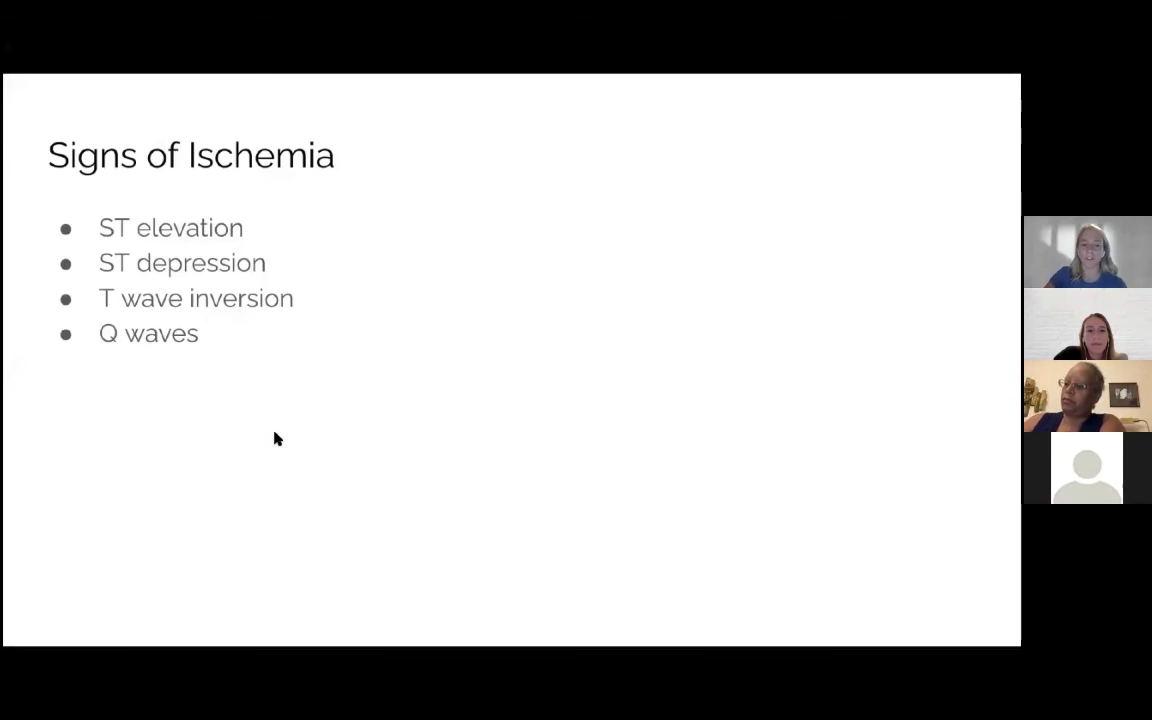 Signs of Ischemia
● ST elevation
● ST depression
● T wave inversion
● Q waves